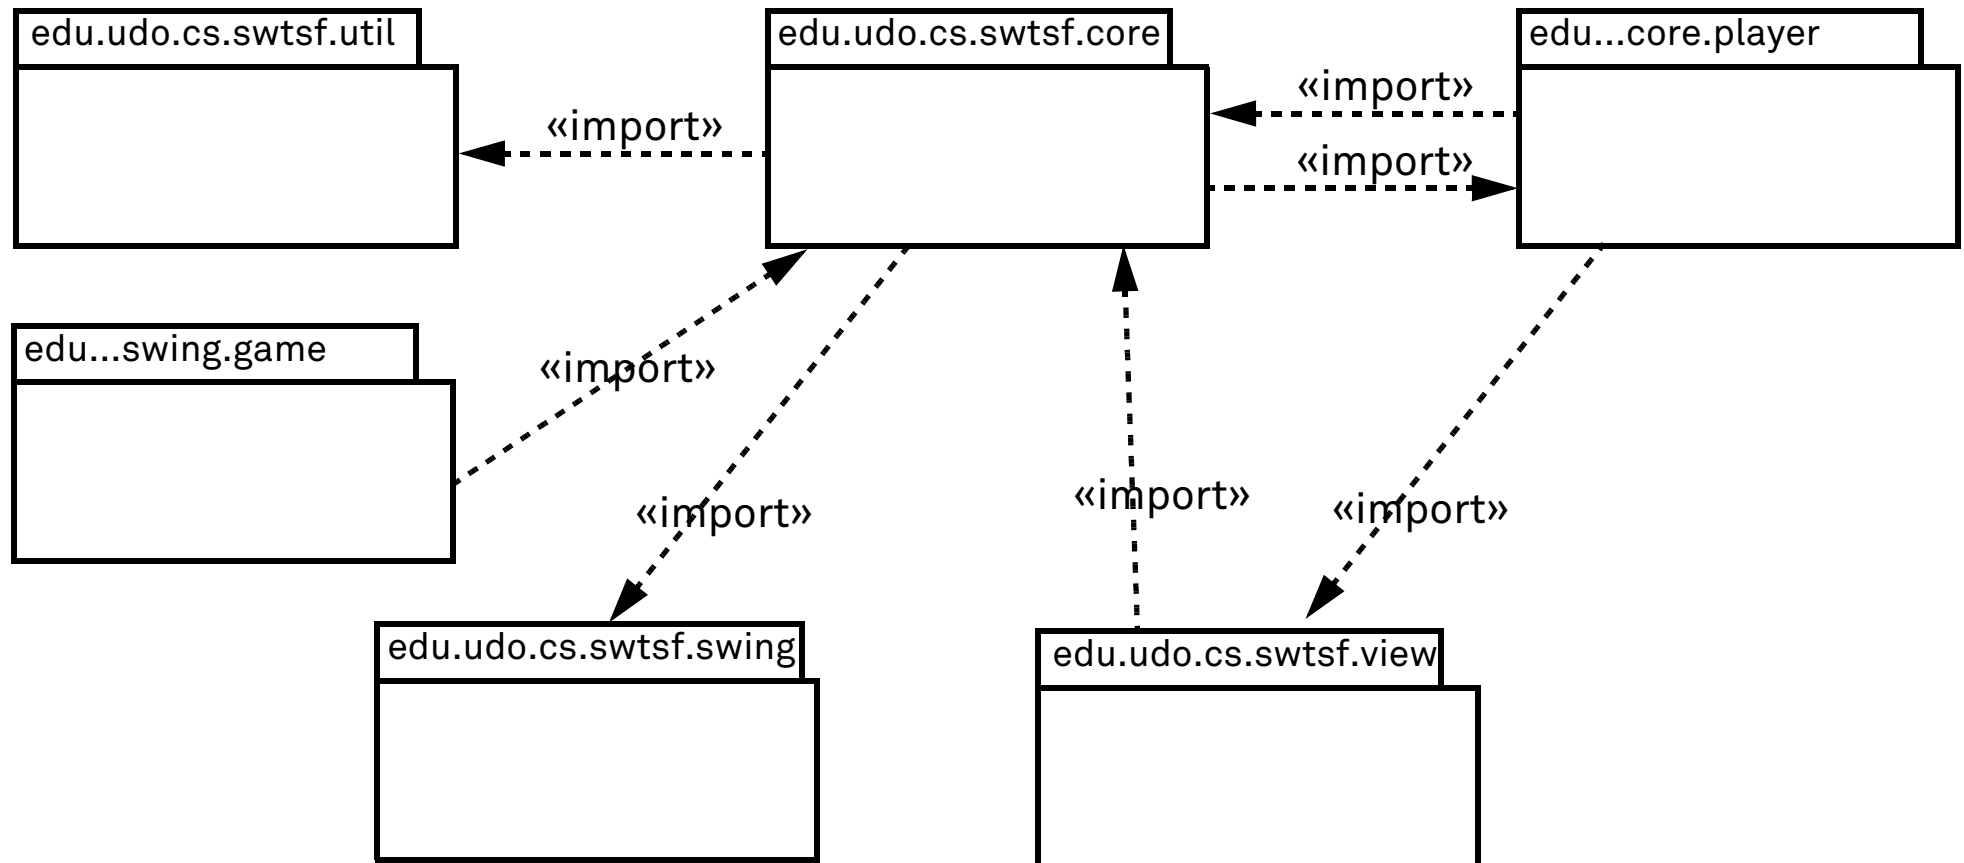 edu.udo.cs.swtsf.util
edu.udo.cs.swtsf.core
edu...core.player
«import»
«import»
«import»
edu...swing.game
«import»
«import»
«import»
«import»
edu.udo.cs.swtsf.swing
edu.udo.cs.swtsf.view